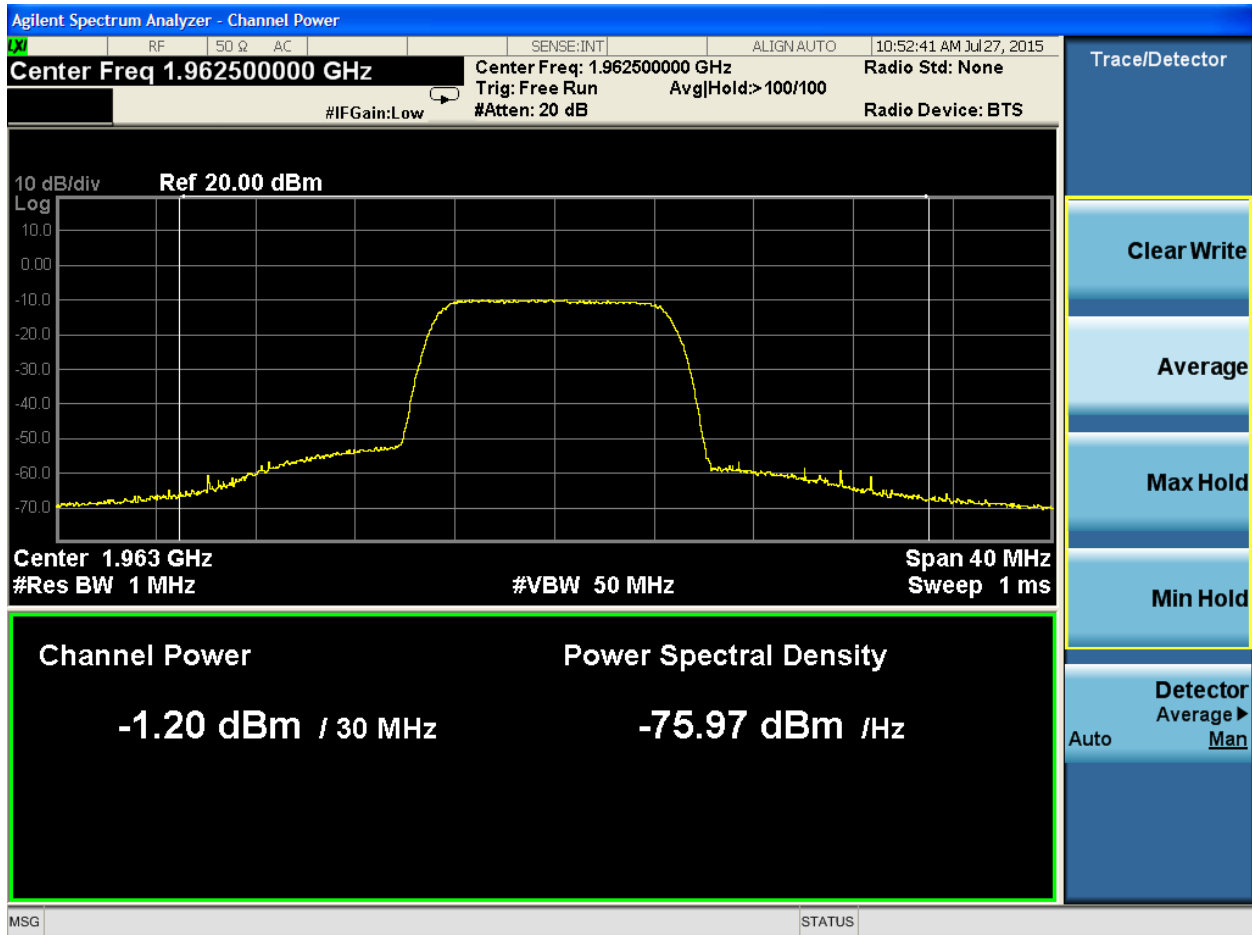 Agilent Spectrum Analyzer - Channel Power
LXI RF 50 Ω AC SENSE:INT ALIGN AUTO 10:52:41 AM Jul 27, 2015
Center Freq 1.962500000 GHz
#IFGain:Low
Center Freq: 1.962500000 GHz
Trig: Free Run Avg|Hold:> 100/100
#Atten: 20 dB
Radio Std: None
Radio Device: BTS
10 dB/div Ref 20.00 dBm
Log
10.0
0.00
-10.0
-20.0
-30.0
-40.0
-50.0
-60.0
-70.0
Center 1.963 GHz Span 40 MHz
#Res BW 1 MHz #VBW 50 MHz Sweep 1 ms
Channel Power Power Spectral Density
-1.20 dBm / 30 MHz -75.97 dBm /Hz
Trace/Detector
Clear Write
Average
Max Hold
Min Hold
Detector
Average▶
Auto Man
MSG STATUS